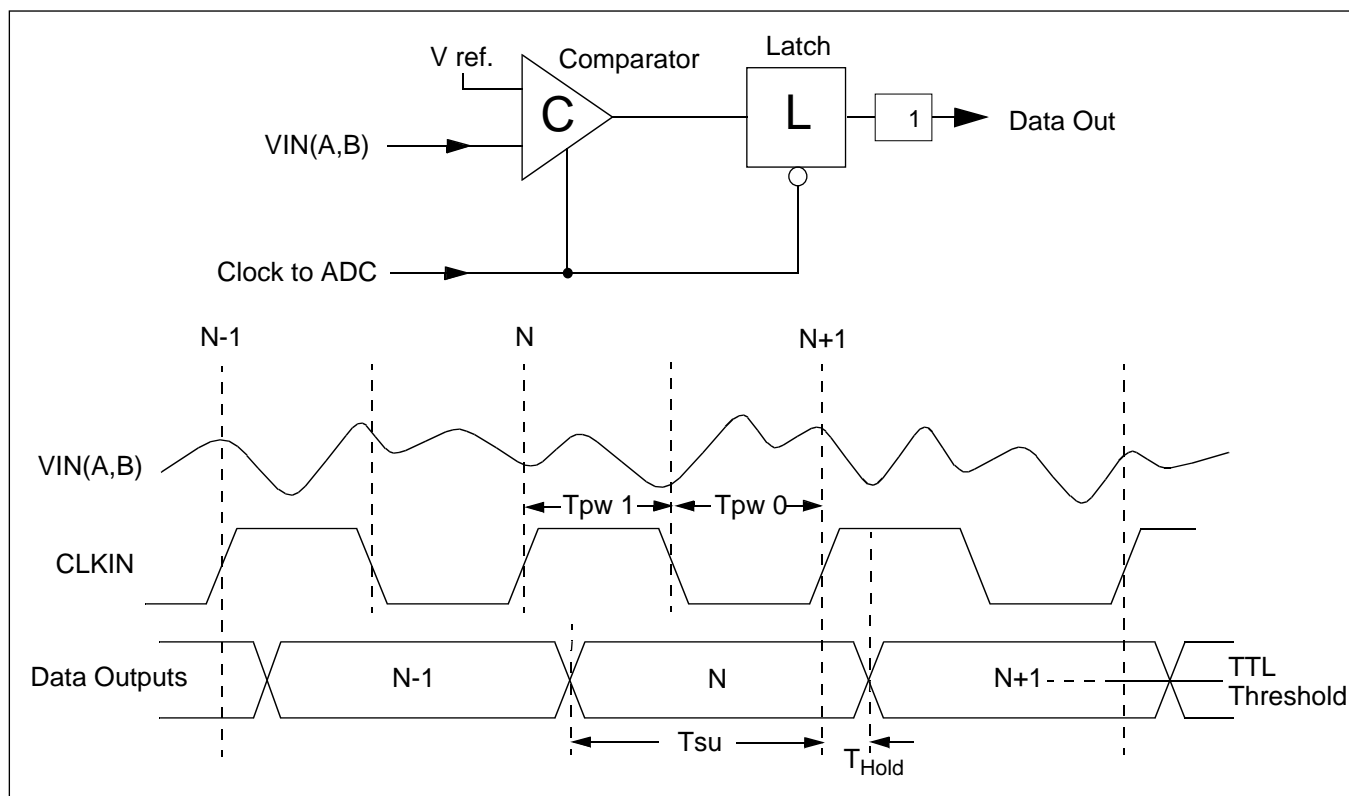 Latch
V ref.
Comparator
C
L
1
Data Out
VIN(A,B)
Clock to ADC
N-1
N
N+1
VIN(A,B)
Tpw 1
Tpw 0
CLKIN
Data Outputs
N-1
N
N+1
TTL
Threshold
Tsu
THold